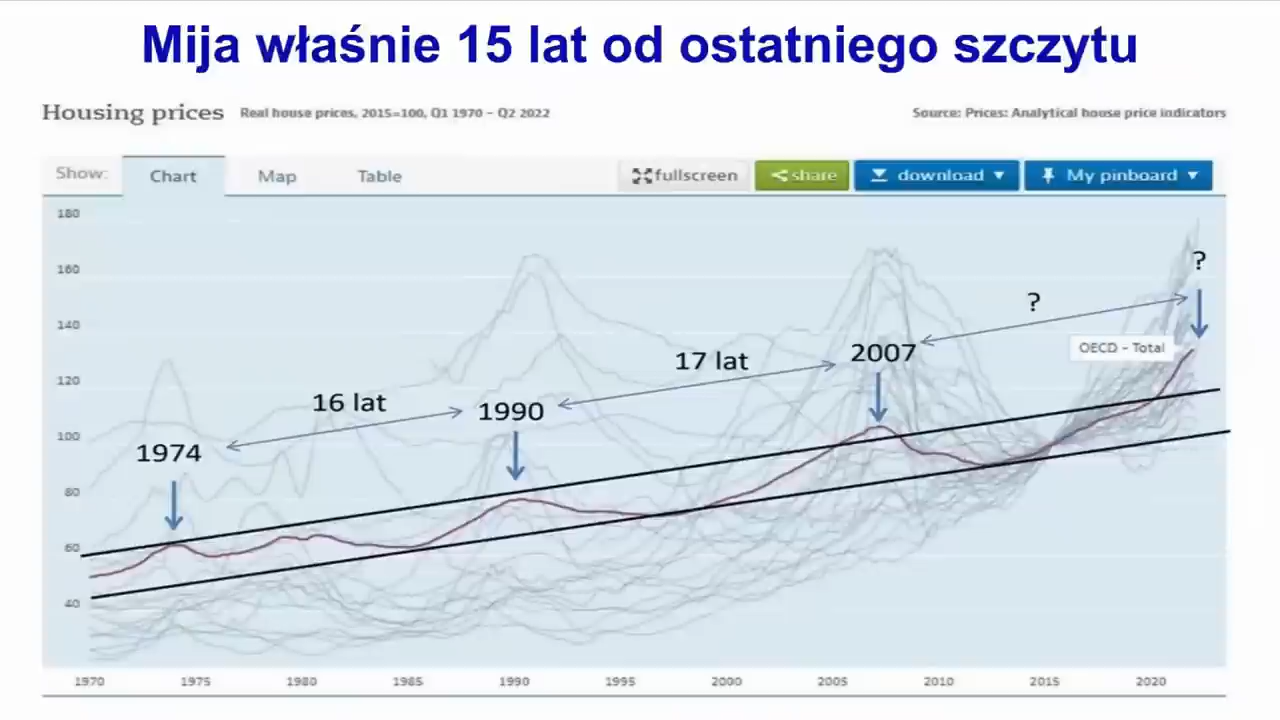 Mija właśnie 15 lat od ostatniego szczytu
Housing prices Real house prices, 2015=100, Q1 1970 – Q2 2022 Source: Prices: Analytical house price indicators
Show: Chart Map Table fullscreen share download My pinboard
180
160
140
120
100
80
60
40
?
?
OECD – Total
2007
17 lat
16 lat
1990
1974
1970 1975 1980 1985 1990 1995 2000 2005 2010 2015 2020